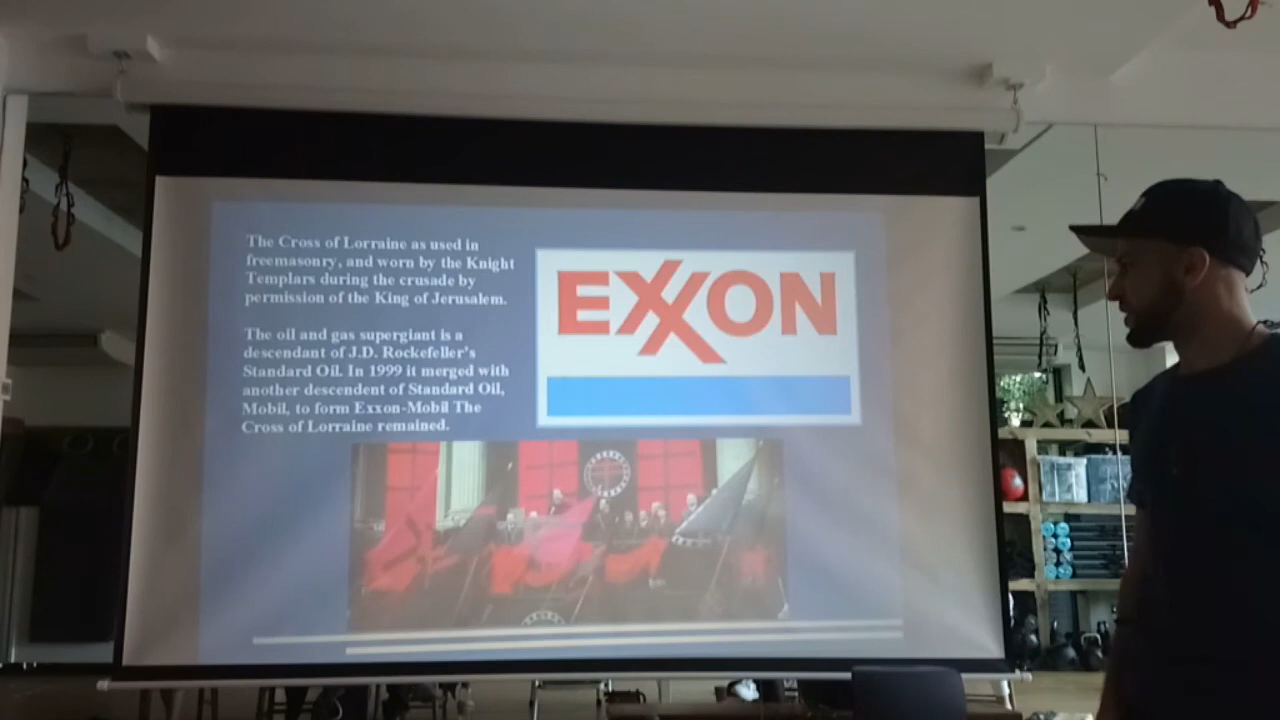 The Cross of Lorraine as used in
freemasonry, and worn by the Knight
Templars during the crusade by
permission of the King of Jerusalem.
The oil and gas supergiant is a
descendant of J.D. Rockefeller's
Standard Oil. In 1999 it merged with
another descendent of Standard Oil,
Mobil, to form Exxon-Mobil The
Cross of Lorraine remained.
EXXON